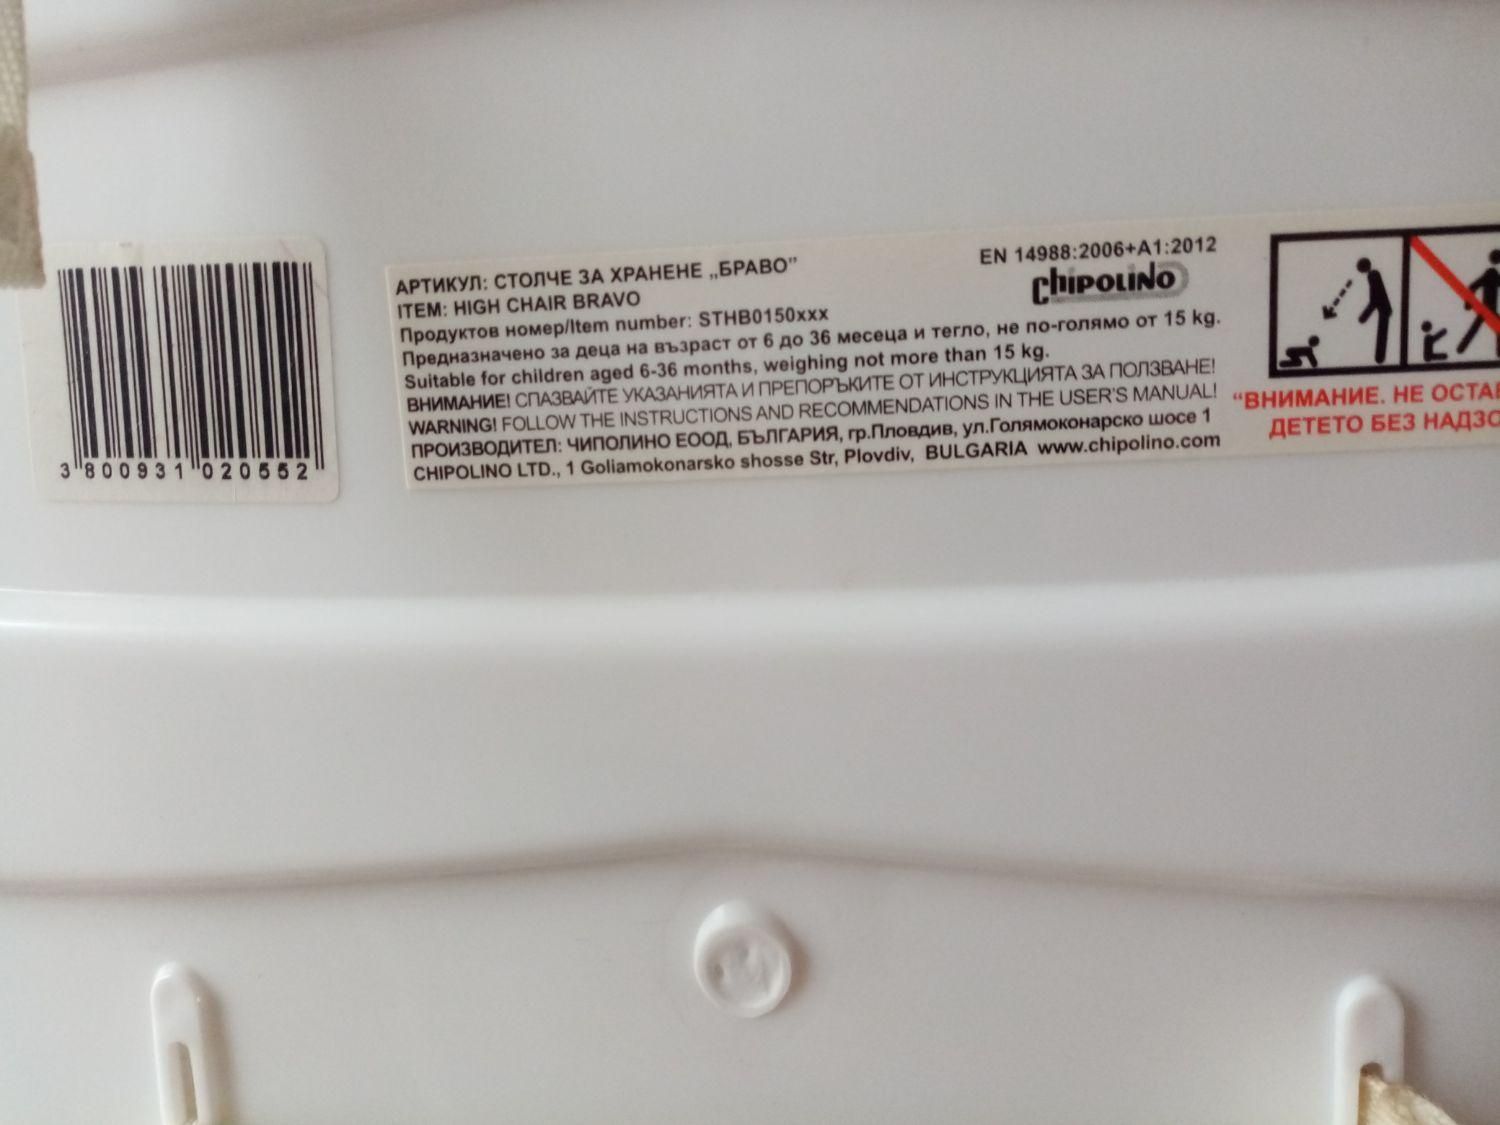 АРТИКУЛ: СТОЛЧЕ ЗА ХРАНЕНЕ „БРАВО”
ITEM: HIGH CHAIR BRAVO
EN 14988:2006+A1:2012
chipolino
Продуктов номер/Item number: STHB0150xxx
Предназначено за деца на възраст от 6 до 36 месеца и тегло, не по-голямо от 15 kg.
Suitable for children aged 6-36 months, weighing not more than 15 kg.
ВНИМАНИЕ! СПАЗВАЙТЕ УКАЗАНИЯТА И ПРЕПОРЪКИТЕ ОТ ИНСТРУКЦИЯТА ЗА ПОЛЗВАНЕ!
WARNING! FOLLOW THE INSTRUCTIONS AND RECOMMENDATIONS IN THE USER'S MANUAL!
ПРОИЗВОДИТЕЛ: ЧИПОЛИНО ЕООД, БЪЛГАРИЯ, гр.Пловдив, ул.Голямоконарско шосе 1
CHIPOLINO LTD., 1 Goliamokonarsko shosse Str, Plovdiv, BULGARIA www.chipolino.com
3 800931 020552
“ВНИМАНИЕ. НЕ
ДЕТЕТО БЕЗ